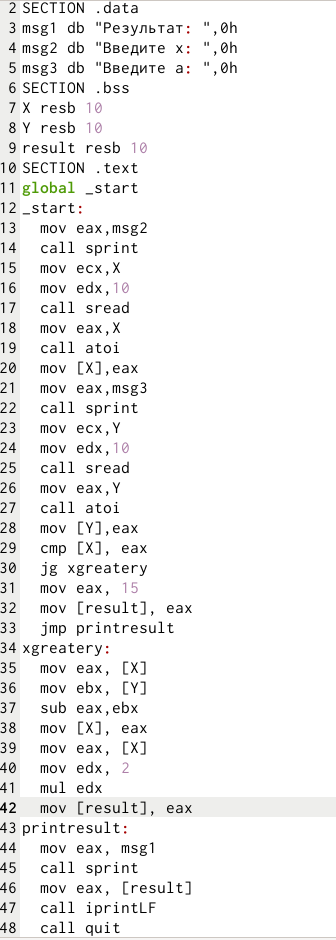 2 SECTION .data
3 msg1 db "Результат: ",0h
4 msg2 db "Введите x: ",0h
5 msg3 db "Введите a: ",0h
6 SECTION .bss
7 X resb 10
8 Y resb 10
9 result resb 10
10 SECTION .text
11 global _start
12 _start:
13 mov eax,msg2
14 call sprint
15 mov ecx,X
16 mov edx,10
17 call sread
18 mov eax,X
19 call atoi
20 mov [X],eax
21 mov eax,msg3
22 call sprint
23 mov ecx,Y
24 mov edx,10
25 call sread
26 mov eax,Y
27 call atoi
28 mov [Y],eax
29 cmp [X], eax
30 jg xgreatery
31 mov eax, 15
32 mov [result], eax
33 jmp printresult
34 xgreatery:
35 mov eax, [X]
36 mov ebx, [Y]
37 sub eax,ebx
38 mov [X], eax
39 mov eax, [X]
40 mov edx, 2
41 mul edx
42 mov [result], eax
43 printresult:
44 mov eax, msg1
45 call sprint
46 mov eax, [result]
47 call iprintLF
48 call quit